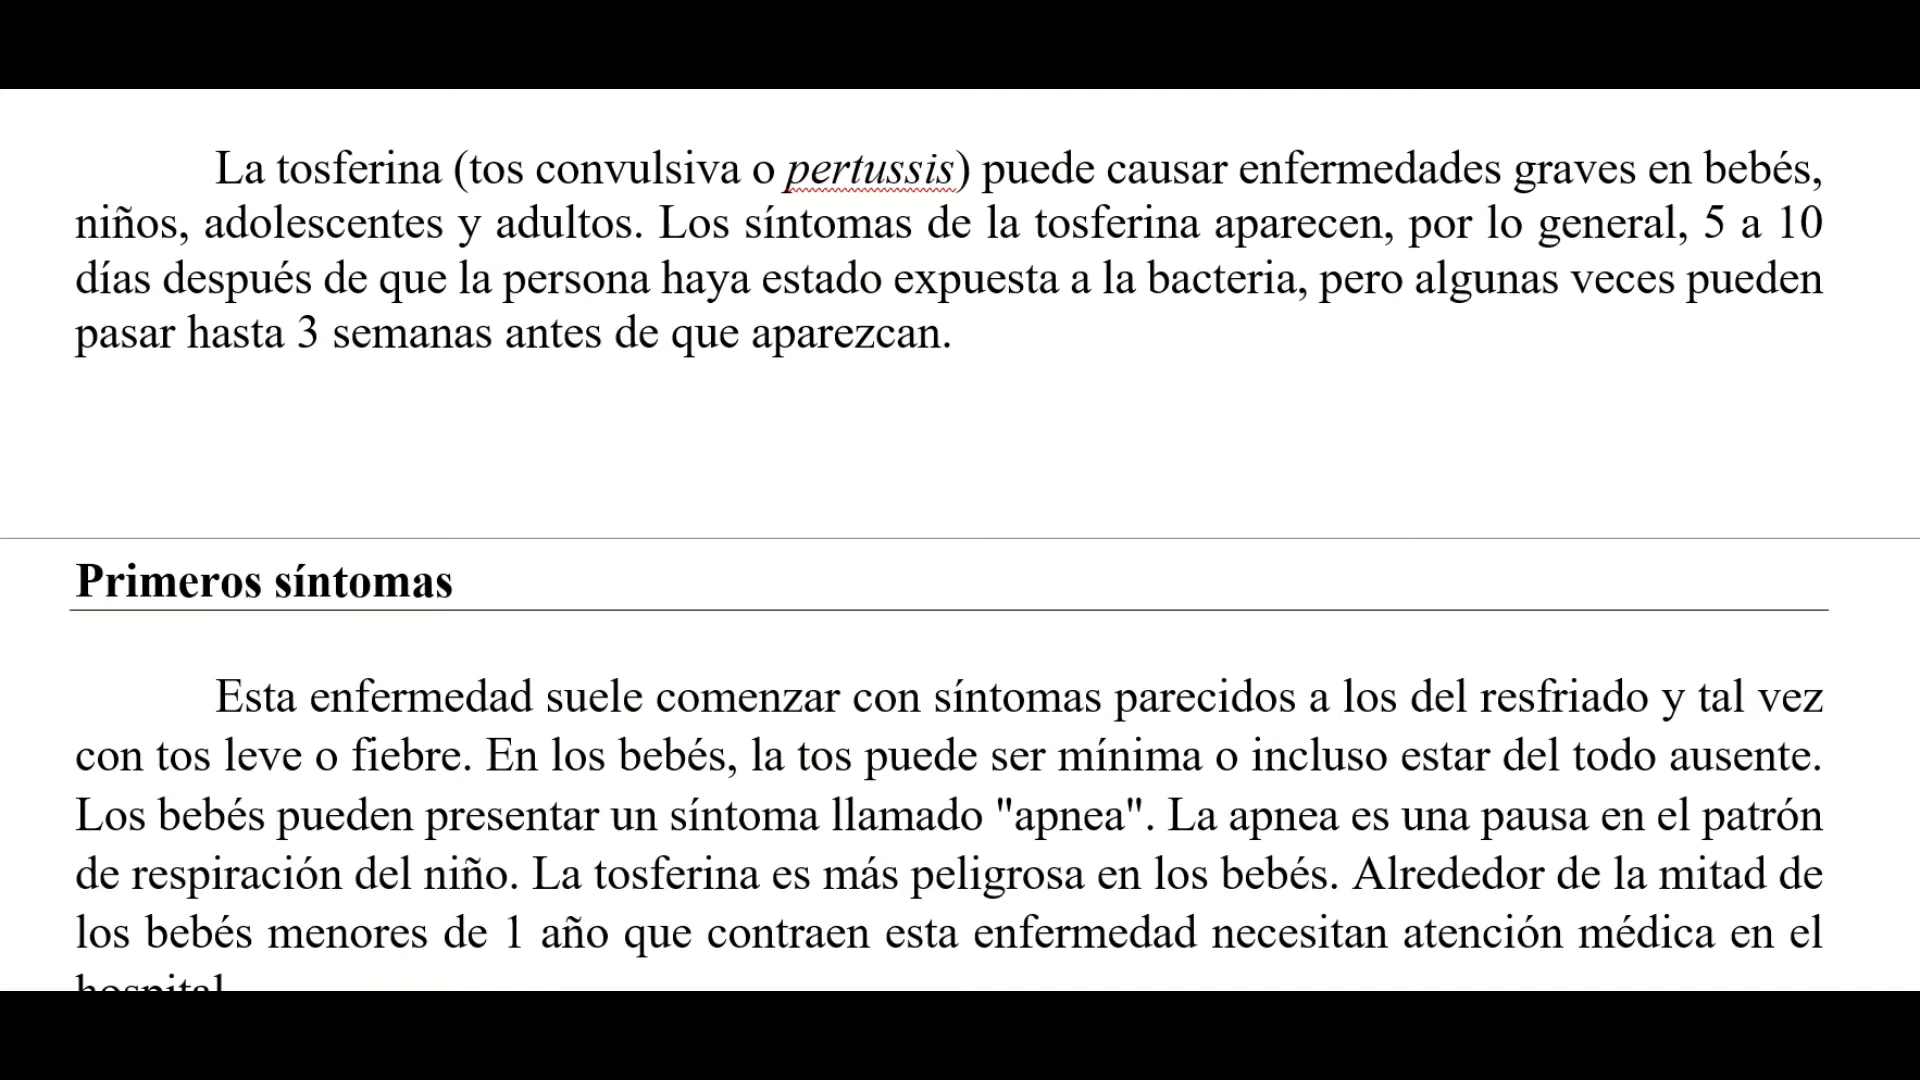 La tosferina (tos convulsiva o pertussis) puede causar enfermedades graves en bebés,
niños, adolescentes y adultos. Los síntomas de la tosferina aparecen, por lo general, 5 a 10
días después de que la persona haya estado expuesta a la bacteria, pero algunas veces pueden
pasar hasta 3 semanas antes de que aparezcan.
Primeros síntomas
Esta enfermedad suele comenzar con síntomas parecidos a los del resfriado y tal vez
con tos leve o fiebre. En los bebés, la tos puede ser mínima o incluso estar del todo ausente.
Los bebés pueden presentar un síntoma llamado "apnea". La apnea es una pausa en el patrón
de respiración del niño. La tosferina es más peligrosa en los bebés. Alrededor de la mitad de
los bebés menores de 1 año que contraen esta enfermedad necesitan atención médica en el
hospital